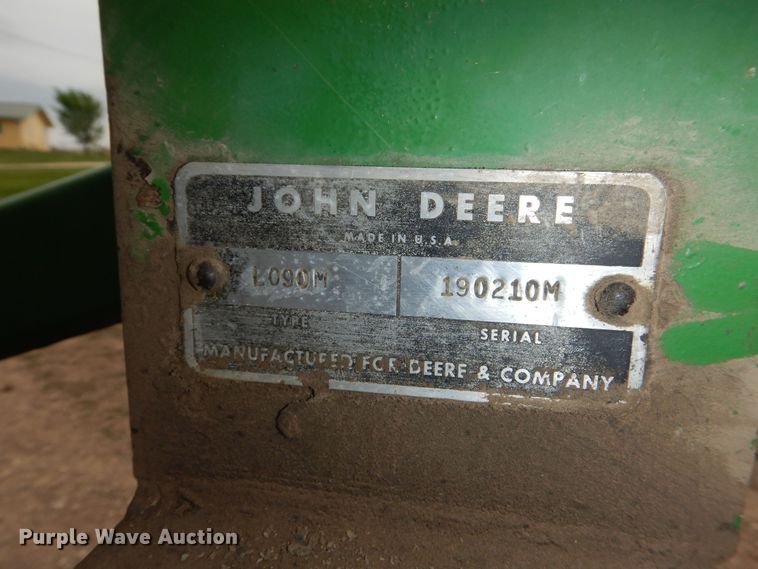 JOHN DEERE
MADE IN U.S.A
L090M 190210M
TYPE SERIAL
MANUFACTURED FOR DEERE & COMPANY
Purple Wave Auction